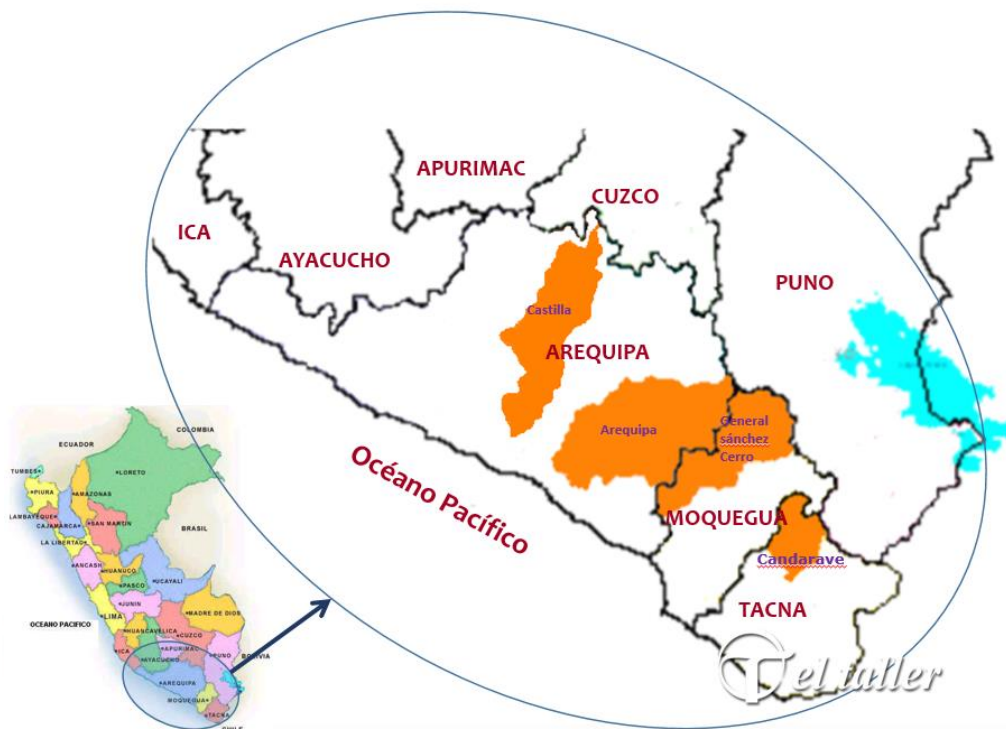 APURIMAC
CUZCO
ICA
AYACUCHO
PUNO
Castilla
AREQUIPA
Arequipa
General
sánchez
Cerro
Océano Pacífico
MOQUEGUA
Candarave
TACNA
el taller
COLOMBIA
ECUADOR
TUMBES
LORETO
PIURA
AMAZONAS
LAMBAYEQUE
SAN MARTIN
CAJAMARCA
BRASIL
LA LIBERTAD
ANCASH
HUANUCO
UCAYALI
PASCO
JUNIN
LIMA
MADRE DE DIOS
OCEANO PACIFICO
HUANCAVELICA
CUZCO
ICA
APURIMAC
AYACUCHO
PUNO
BOLIVIA
AREQUIPA
MOQUEGUA
TACNA
CHILE